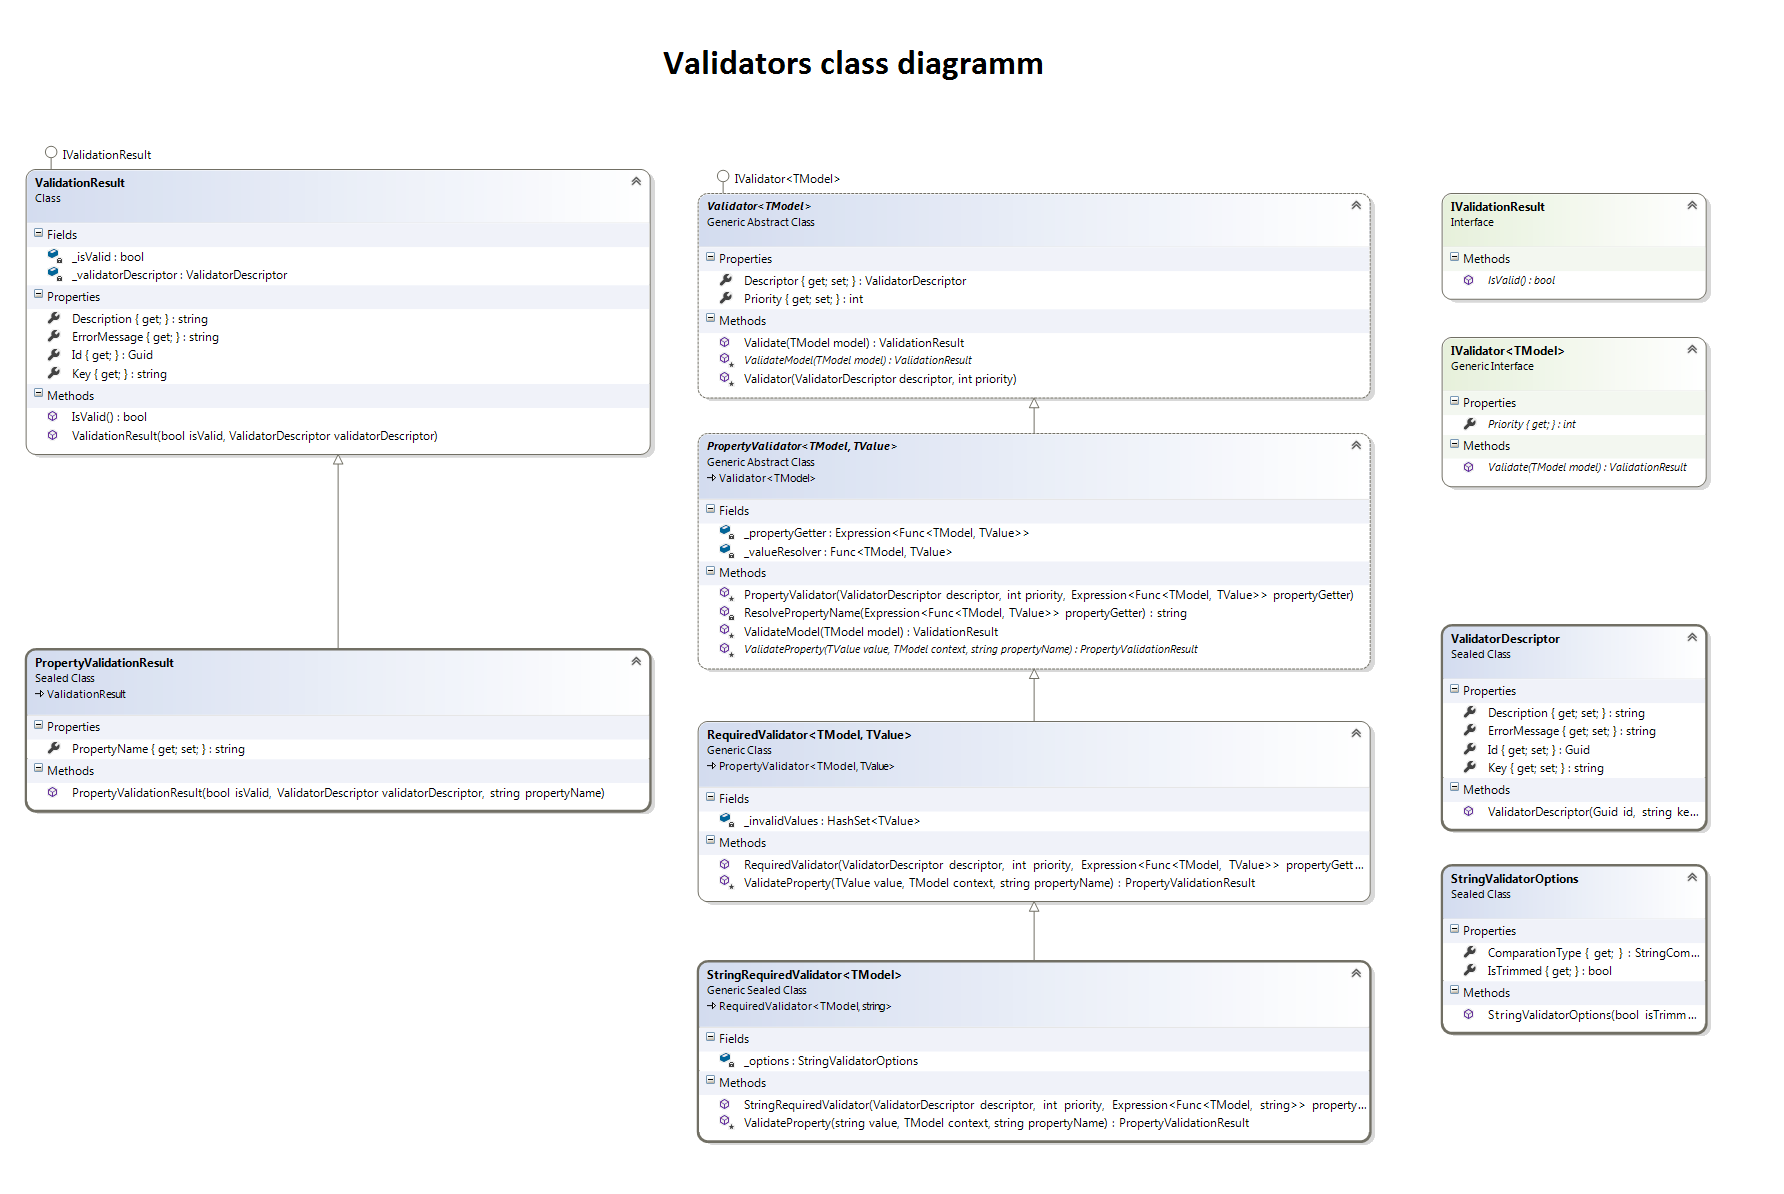 Validators class diagramm
IValidationResult
ValidationResult
Class
Fields
_isValid : bool
_validatorDescriptor : ValidatorDescriptor
Properties
Description { get; } : string
ErrorMessage { get; } : string
Id { get; } : Guid
Key { get; } : string
Methods
IsValid() : bool
ValidationResult(bool isValid, ValidatorDescriptor validatorDescriptor)
PropertyValidationResult
Sealed Class
ValidationResult
Properties
PropertyName { get; set; } : string
Methods
PropertyValidationResult(bool isValid, ValidatorDescriptor validatorDescriptor, string propertyName)
IValidator<TModel>
Validator<TModel>
Generic Abstract Class
Properties
Descriptor { get; set; } : ValidatorDescriptor
Priority { get; set; } : int
Methods
Validate(TModel model) : ValidationResult
ValidateModel(TModel model) : ValidationResult
Validator(ValidatorDescriptor descriptor, int priority)
PropertyValidator<TModel, TValue>
Generic Abstract Class
Validator<TModel>
Fields
_propertyGetter : Expression<Func<TModel, TValue>>
_valueResolver : Func<TModel, TValue>
Methods
PropertyValidator(ValidatorDescriptor descriptor, int priority, Expression<Func<TModel, TValue>> propertyGetter)
ResolvePropertyName(Expression<Func<TModel, TValue>> propertyGetter) : string
ValidateModel(TModel model) : ValidationResult
ValidateProperty(TValue value, TModel context, string propertyName) : PropertyValidationResult
RequiredValidator<TModel, TValue>
Generic Class
PropertyValidator<TModel, TValue>
Fields
_invalidValues : HashSet<TValue>
Methods
RequiredValidator(ValidatorDescriptor descriptor, int priority, Expression<Func<TModel, TValue>> propertyGett...
ValidateProperty(TValue value, TModel context, string propertyName) : PropertyValidationResult
StringRequiredValidator<TModel>
Generic Sealed Class
RequiredValidator<TModel, string>
Fields
_options : StringValidatorOptions
Methods
StringRequiredValidator(ValidatorDescriptor descriptor, int priority, Expression<Func<TModel, string>> property...
ValidateProperty(string value, TModel context, string propertyName) : PropertyValidationResult
IValidationResult
Interface
Methods
IsValid() : bool
IValidator<TModel>
Generic Interface
Properties
Priority { get; } : int
Methods
Validate(TModel model) : ValidationResult
ValidatorDescriptor
Sealed Class
Properties
Description { get; set; } : string
ErrorMessage { get; set; } : string
Id { get; set; } : Guid
Key { get; set; } : string
Methods
ValidatorDescriptor(Guid id, string ke...
StringValidatorOptions
Sealed Class
Properties
ComparationType { get; } : StringCom...
IsTrimmed { get; } : bool
Methods
StringValidatorOptions(bool isTrimm...